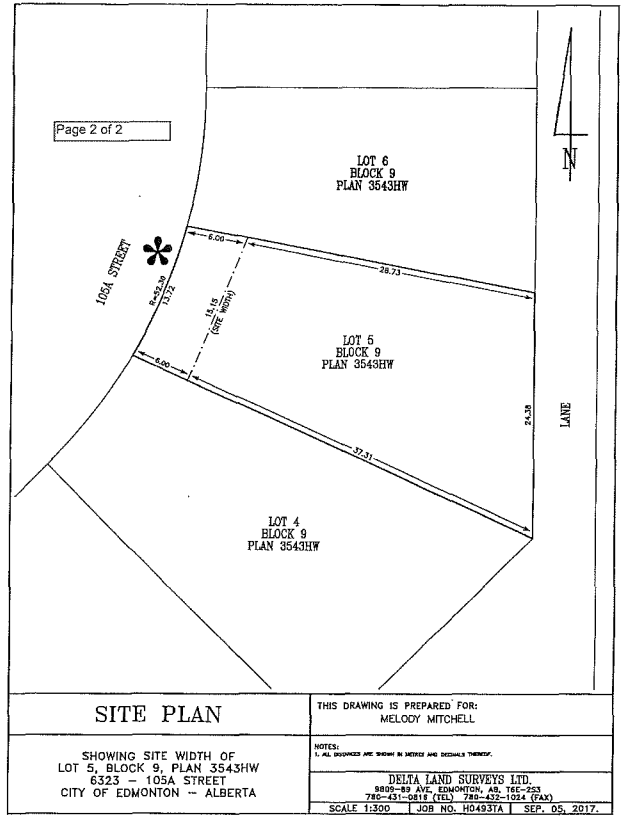 Page 2 of 2
N
LOT 6
BLOCK 9
PLAN 3543HW
105A STREET
6.00
28.73
R=52.30
13.72
15.15
(SITE WIDTH)
LOT 5
BLOCK 9
PLAN 3543HW
6.00
37.31
24.38
LANE
LOT 4
BLOCK 9
PLAN 3543HW
SITE PLAN
SHOWING SITE WIDTH OF
LOT 5, BLOCK 9, PLAN 3543HW
6323 - 105A STREET
CITY OF EDMONTON - ALBERTA
THIS DRAWING IS PREPARED FOR:
MELODY MITCHELL
NOTES:
1. ALL DISTANCES ARE SHOWN IN METRES AND DECIMALS THEREOF.
DELTA LAND SURVEYS LTD.
9809-89 AVE, EDMONTON, AB, T6E-2S3
780-431-0816 (TEL) 780-432-1024 (FAX)
SCALE 1:300 JOB NO. H0493TA SEP. 05, 2017.